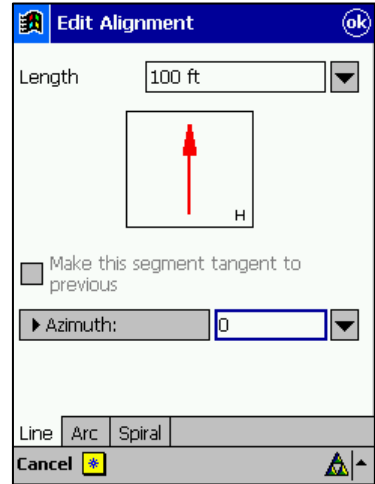 Edit Alignment ok
Length 100 ft
H
Make this segment tangent to
previous
Azimuth: 0
Line Arc Spiral
Cancel